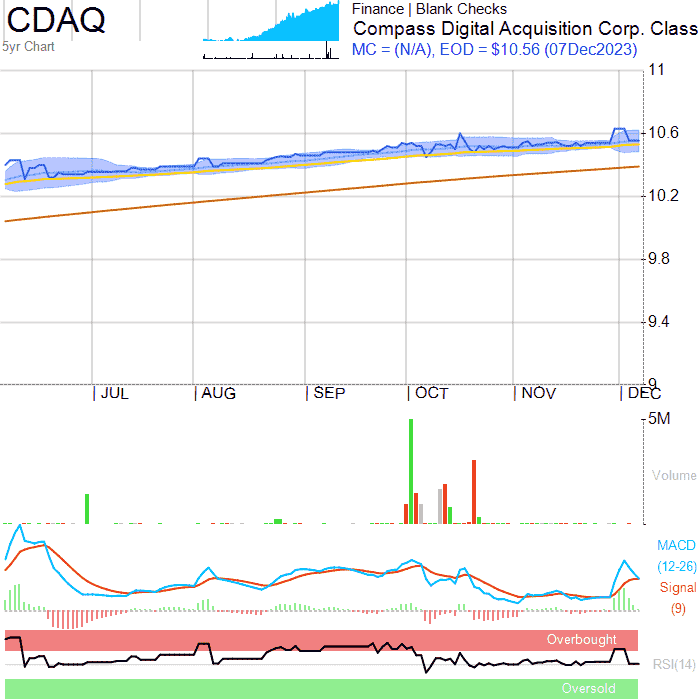 CDAQ
5yr Chart
Finance | Blank Checks
Compass Digital Acquisition Corp. Class
MC = (N/A), EOD = $10.56 (07Dec2023)
11
10.6
10.2
9.8
9.4
9
JUL AUG SEP OCT NOV DEC
5M
Volume
MACD
(12-26)
Signal
(9)
Overbought
RSI(14)
Oversold